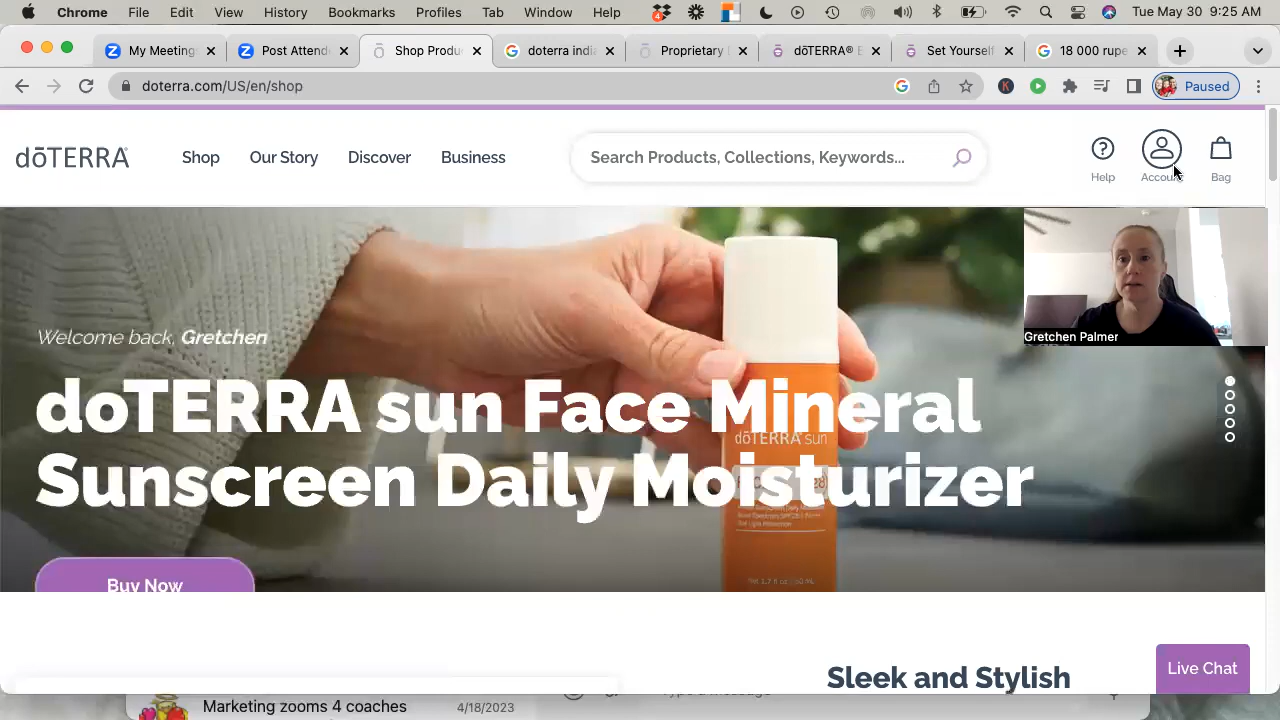 Chrome File Edit View History Bookmarks Profiles Tab Window Help Tue May 30 9:25 AM
My Meeting Post Attend Shop Produ doterra indi Proprietary dōTERRA® E Set Yourself 18 000 rupe
doterra.com/US/en/shop
Paused
dōTERRA
Shop Our Story Discover Business
Search Products, Collections, Keywords...
Help Account Bag
Gretchen Palmer
Welcome back, Gretchen
doTERRA sun Face Mineral
Sunscreen Daily Moisturizer
dōTERRA sun
Buy Now
Sleek and Stylish
Live Chat
Marketing zooms 4 coaches 4/18/2023